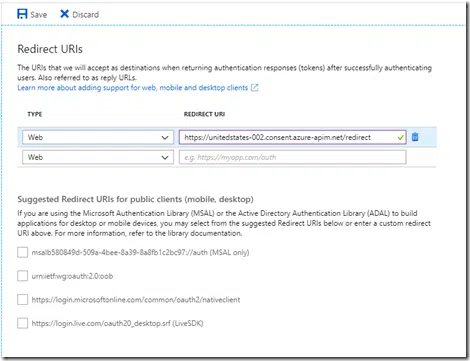 Save Discard
Redirect URIs
The URIs that we will accept as destinations when returning authentication responses (tokens) after successfully authenticating
users. Also referred to as reply URLs.
Learn more about adding support for web, mobile and desktop clients
TYPE REDIRECT URI
Web https://unitedstates-002.consent.azure-apim.net/redirect
Web e.g. https://myapp.com/auth
Suggested Redirect URIs for public clients (mobile, desktop)
If you are using the Microsoft Authentication Library (MSAL) or the Active Directory Authentication Library (ADAL) to build
applications for desktop or mobile devices, you may select from the suggested Redirect URIs below or enter a custom redirect
URI above. For more information, refer to the library documentation.
msalb580849d-509a-4bee-8a39-8a8fb1c2bc97://auth (MSAL only)
urn:ietf:wg:oauth:2.0:oob
https://login.microsoftonline.com/common/oauth2/nativeclient
https://login.live.com/oauth20_desktop.srf (LiveSDK)